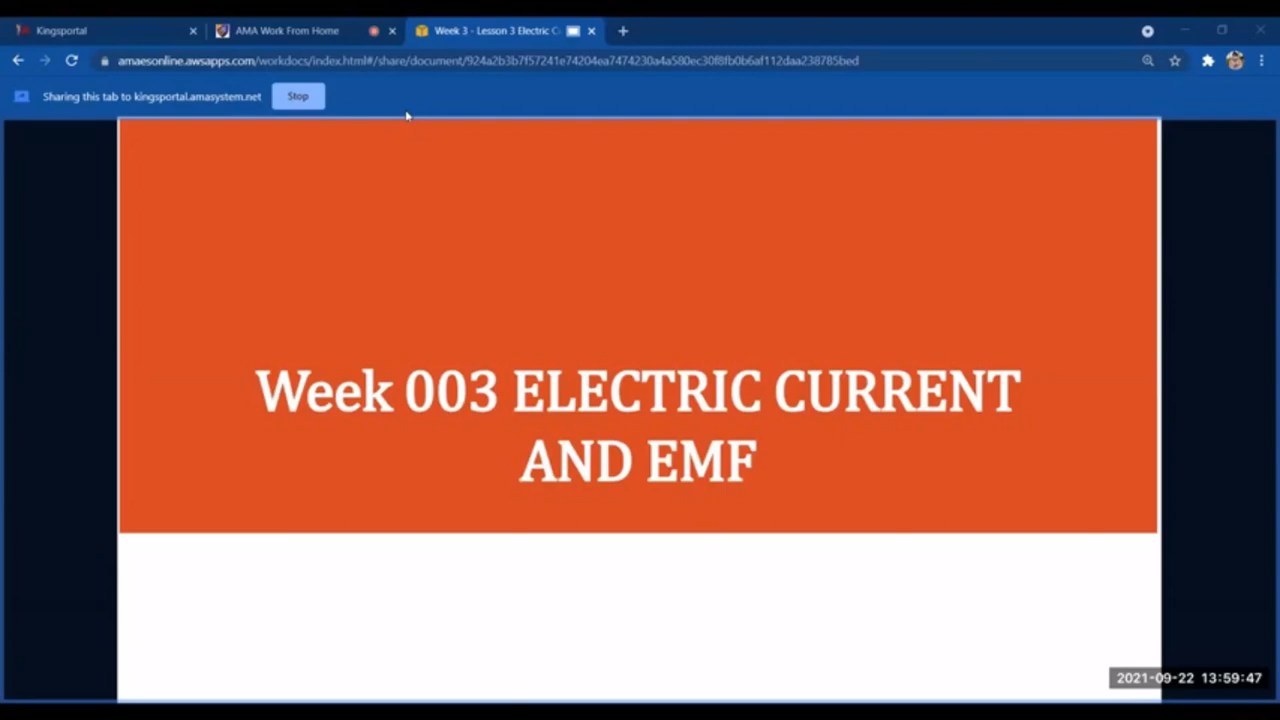 Kingsportal
AMA Work From Home
Week 3 - Lesson 3 Electric C
amaesonline.awsapps.com/workdocs/index.html#/share/document/924a2b3b7f57241e74204ea7474230a4a580ec30f8fb0b6af112daa238785bed
Sharing this tab to kingsportal.amasystem.net
Stop
Week 003 ELECTRIC CURRENT
AND EMF
2021-09-22 13:59:47